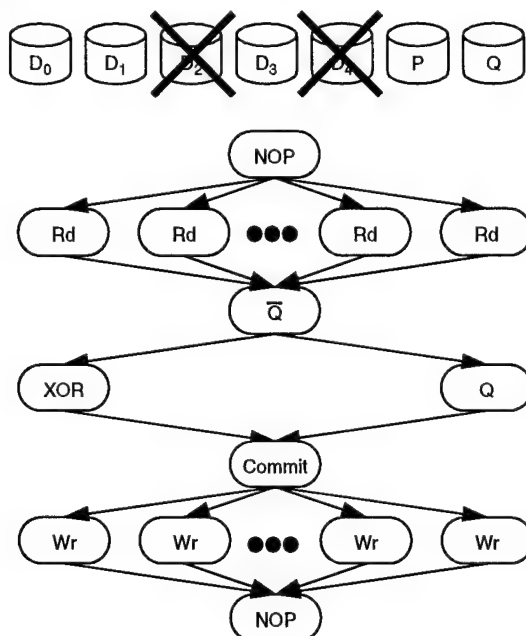 D0 D1 D2 D3 D4 P Q
NOP
Rd Rd ●●● Rd Rd
Q̅
XOR Q
Commit
Wr Wr ●●● Wr Wr
NOP